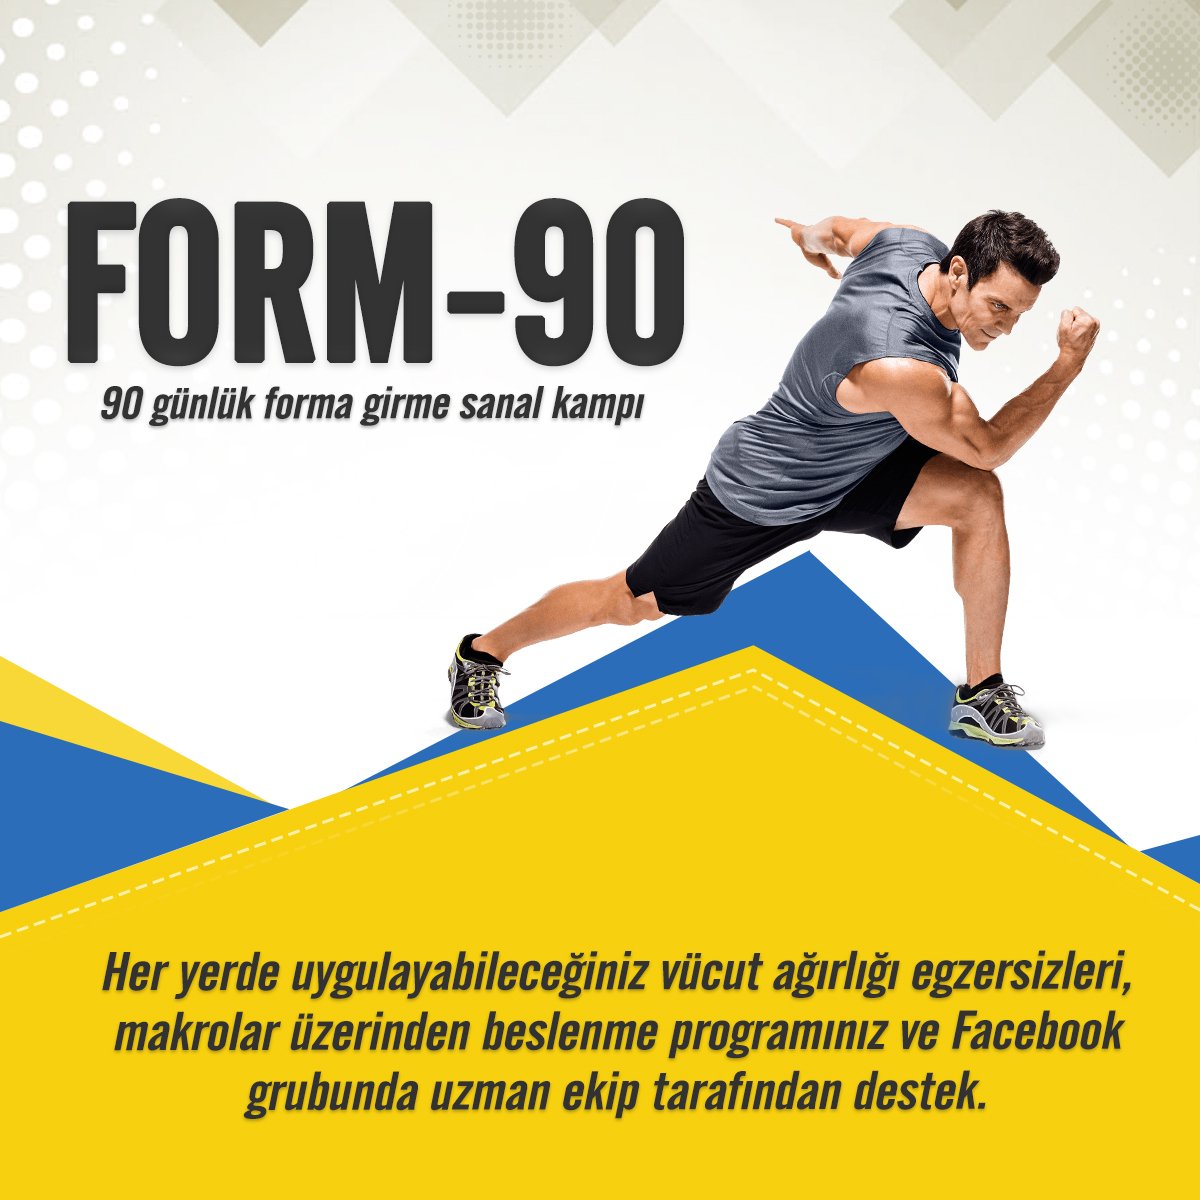 FORM-90
90 günlük forma girme sanal kampı
Her yerde uygulayabileceğiniz vücut ağırlığı egzersizleri,
makrolar üzerinden beslenme programınız ve Facebook
grubunda uzman ekip tarafından destek.